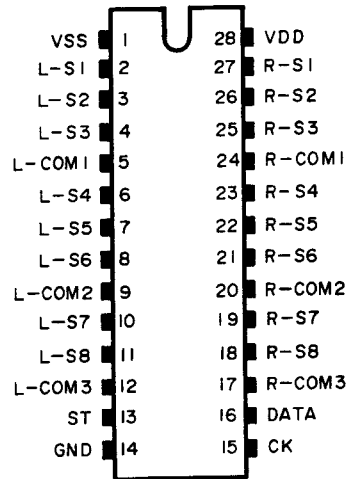 VSS 1 28 VDD
L-S1 2 27 R-S1
L-S2 3 26 R-S2
L-S3 4 25 R-S3
L-COM1 5 24 R-COM1
L-S4 6 23 R-S4
L-S5 7 22 R-S5
L-S6 8 21 R-S6
L-COM2 9 20 R-COM2
L-S7 10 19 R-S7
L-S8 11 18 R-S8
L-COM3 12 17 R-COM3
ST 13 16 DATA
GND 14 15 CK